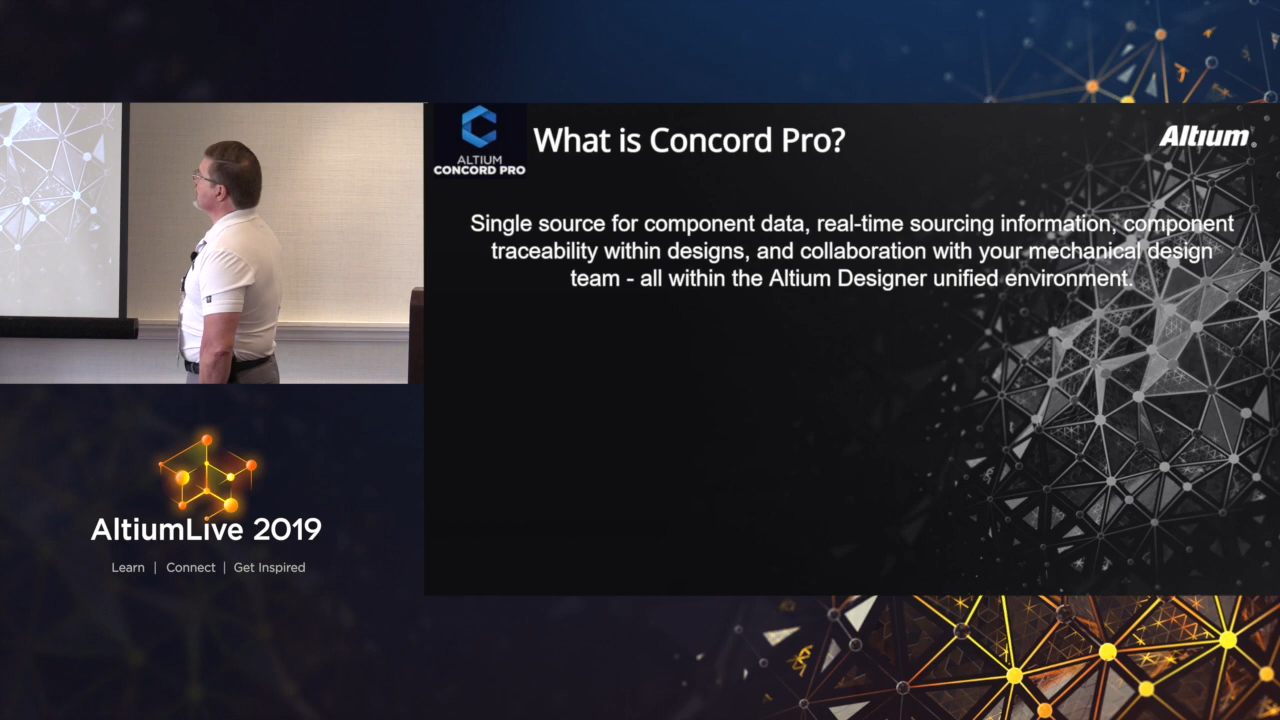 ALTIUM
CONCORD PRO
What is Concord Pro?
Altium®
Single source for component data, real-time sourcing information, component
traceability within designs, and collaboration with your mechanical design
team - all within the Altium Designer unified environment.
AltiumLive 2019
Learn | Connect | Get Inspired